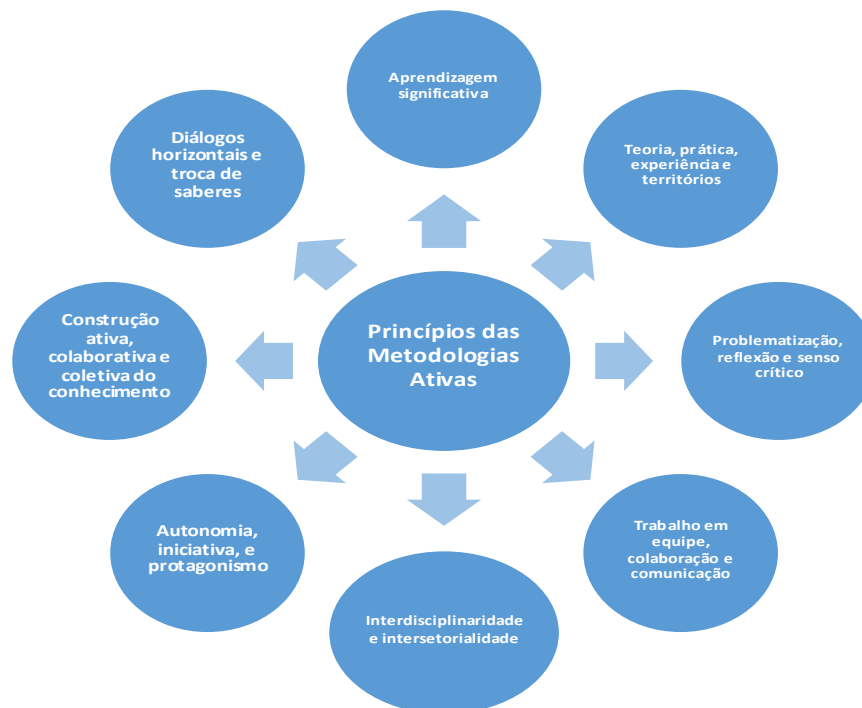 Aprendizagem
significativa
Diálogos
horizontais e
troca de
saberes
Teoria, prática,
experiência e
territórios
Construção
ativa,
colaborativa e
coletiva do
conhecimento
Princípios das
Metodologias
Ativas
Problematização,
reflexão e senso
crítico
Autonomia,
iniciativa, e
protagonismo
Trabalho em
equipe,
colaboração e
comunicação
Interdisciplinaridade
e intersetorialidade